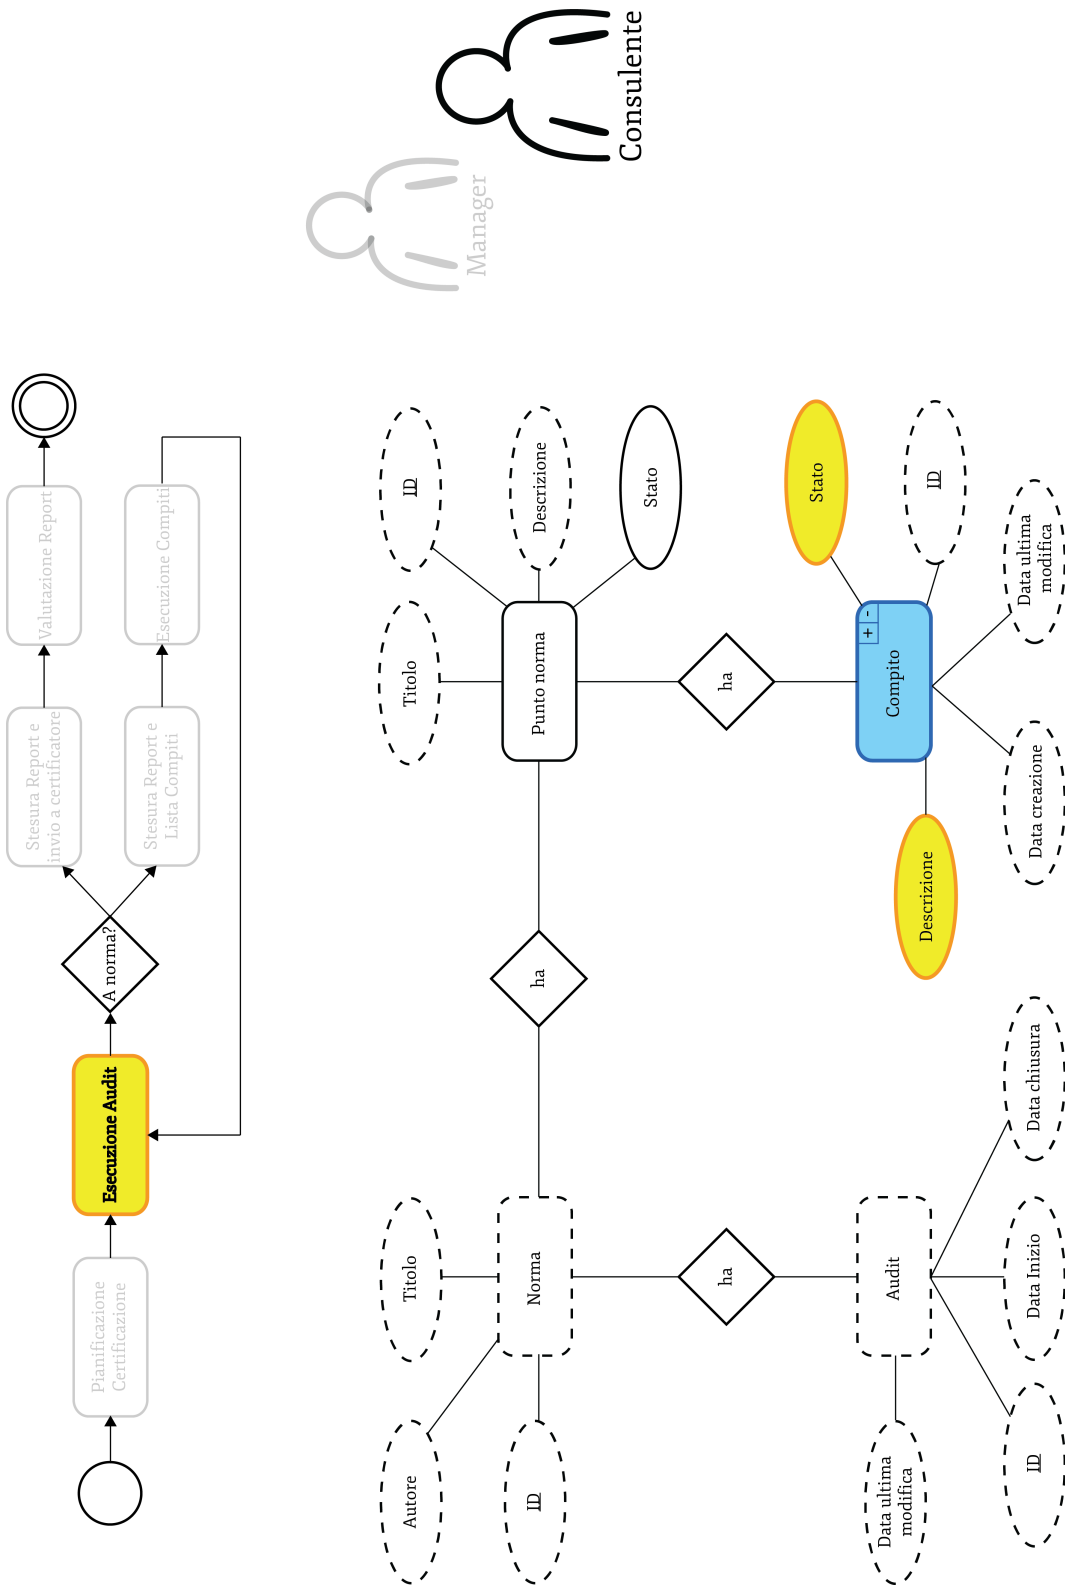 Pianificazione
Certificazione
Esecuzione Audit
A norma?
Stesura Report e
invio a certificatore
Valutazione Report
Stesura Report e
Lista Compiti
Esecuzione Compiti
Manager
Consulente
Autore
Titolo
Titolo
ID
ID
Norma
ha
Punto norma
Descrizione
Stato
ha
ha
Stato
Data ultima
modifica
Audit
Descrizione
Compito
+
-
ID
ID
Data Inizio
Data chiusura
Data creazione
Data ultima
modifica